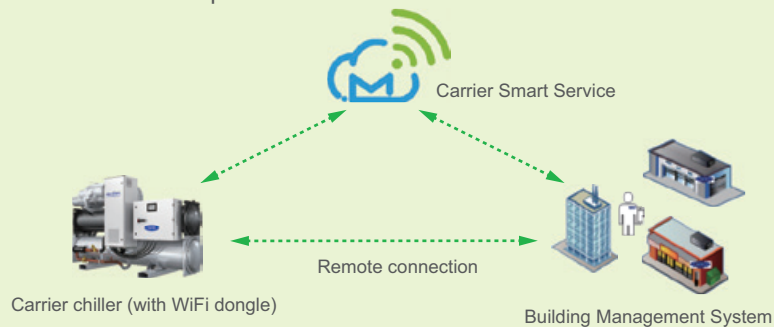 Carrier Smart Service
Remote connection
Carrier chiller (with WiFi dongle)
Building Management System